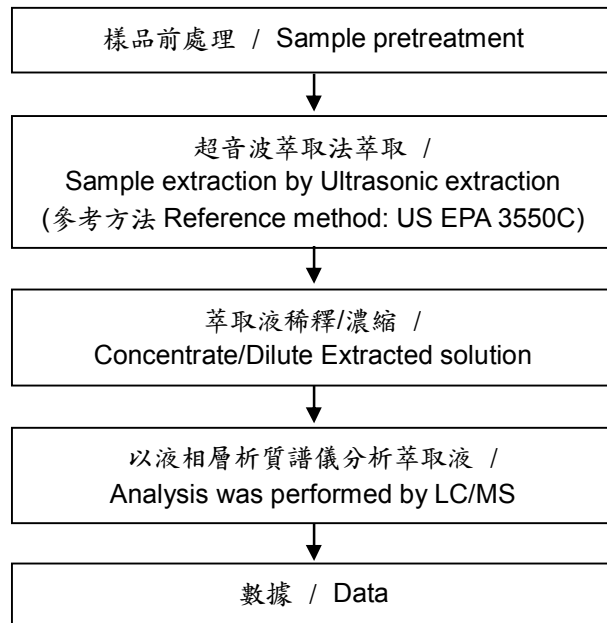 樣品前處理 / Sample pretreatment
超音波萃取法萃取 /
Sample extraction by Ultrasonic extraction
(參考方法 Reference method: US EPA 3550C)
萃取液稀釋/濃縮 /
Concentrate/Dilute Extracted solution
以液相層析質譜儀分析萃取液 /
Analysis was performed by LC/MS
數據 / Data